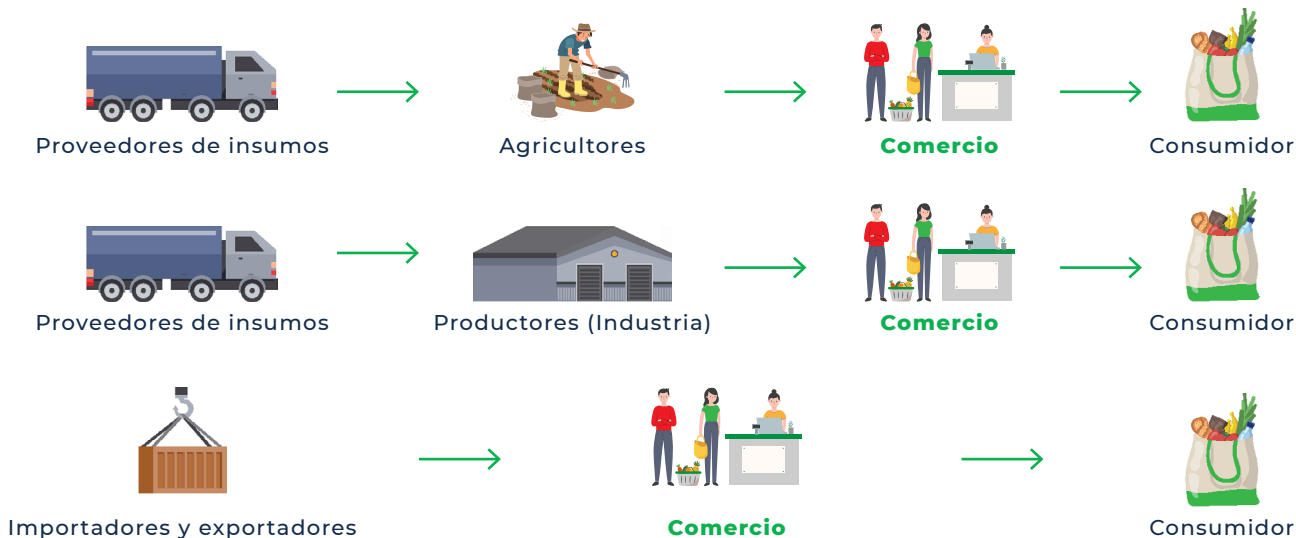 Proveedores de insumos
Agricultores
Comercio
Consumidor
Proveedores de insumos
Productores (Industria)
Comercio
Consumidor
Importadores y exportadores
Comercio
Consumidor